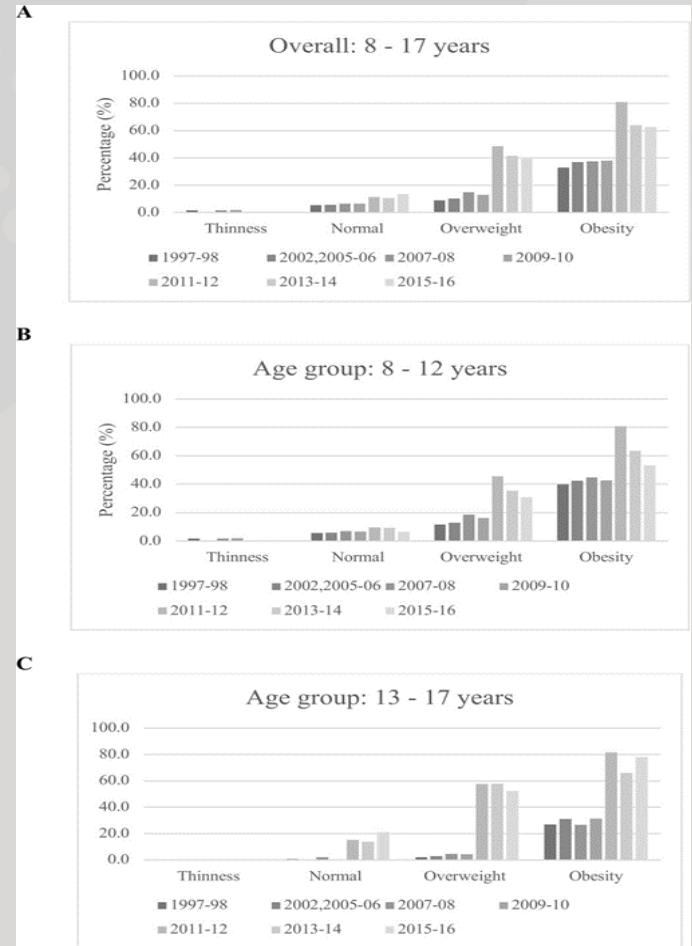 A
Overall: 8 - 17 years
Percentage (%)
100.0
80.0
60.0
40.0
20.0
0.0
Thinness Normal Overweight Obesity
1997-98 2002,2005-06 2007-08 2009-10
2011-12 2013-14 2015-16
B
Age group: 8 - 12 years
Percentage (%)
100.0
80.0
60.0
40.0
20.0
0.0
Thinness Normal Overweight Obesity
1997-98 2002,2005-06 2007-08 2009-10
2011-12 2013-14 2015-16
C
Age group: 13 - 17 years
100.0
80.0
60.0
40.0
20.0
0.0
Thinness Normal Overweight Obesity
1997-98 2002,2005-06 2007-08 2009-10
2011-12 2013-14 2015-16